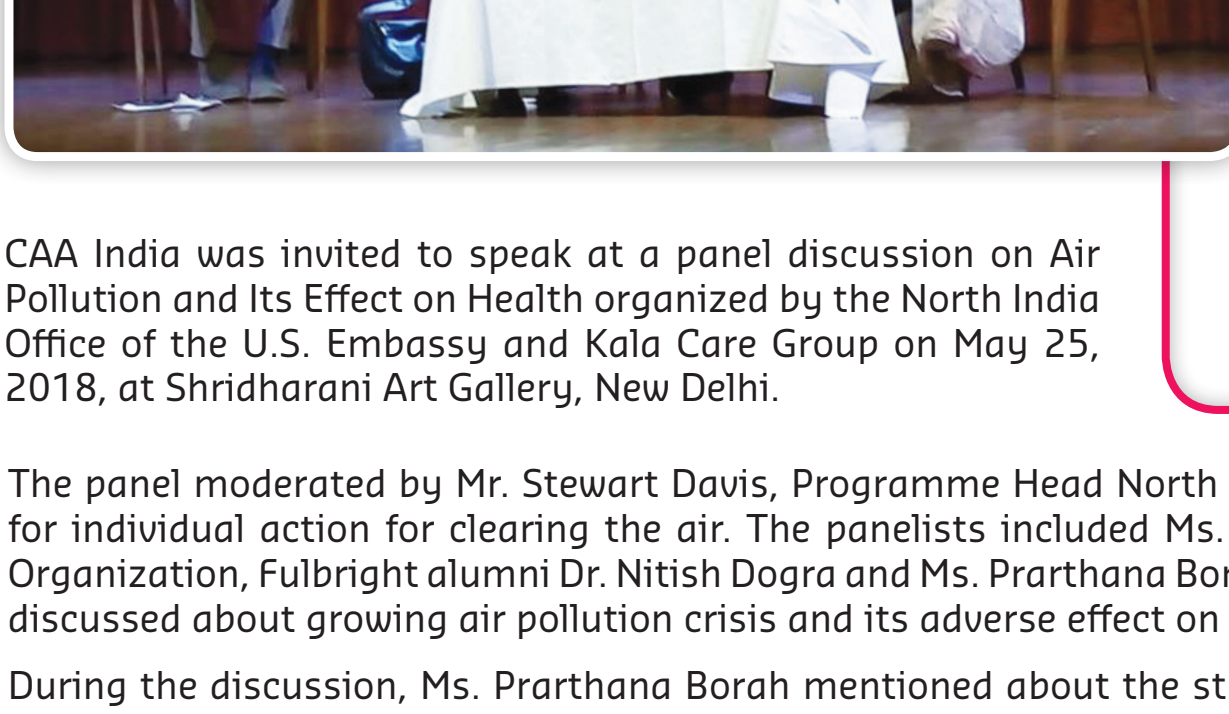 CAA India was invited to speak at a panel discussion on Air
Pollution and Its Effect on Health organized by the North India
Office of the U.S. Embassy and Kala Care Group on May 25,
2018, at Shridharani Art Gallery, New Delhi.
The panel moderated by Mr. Stewart Davis, Programme Head North
for individual action for clearing the air. The panelists included Ms.
Organization, Fulbright alumni Dr. Nitish Dogra and Ms. Prarthana
discussed about growing air pollution crisis and its adverse effect on
During the discussion, Ms. Prarthana Borah mentioned about the